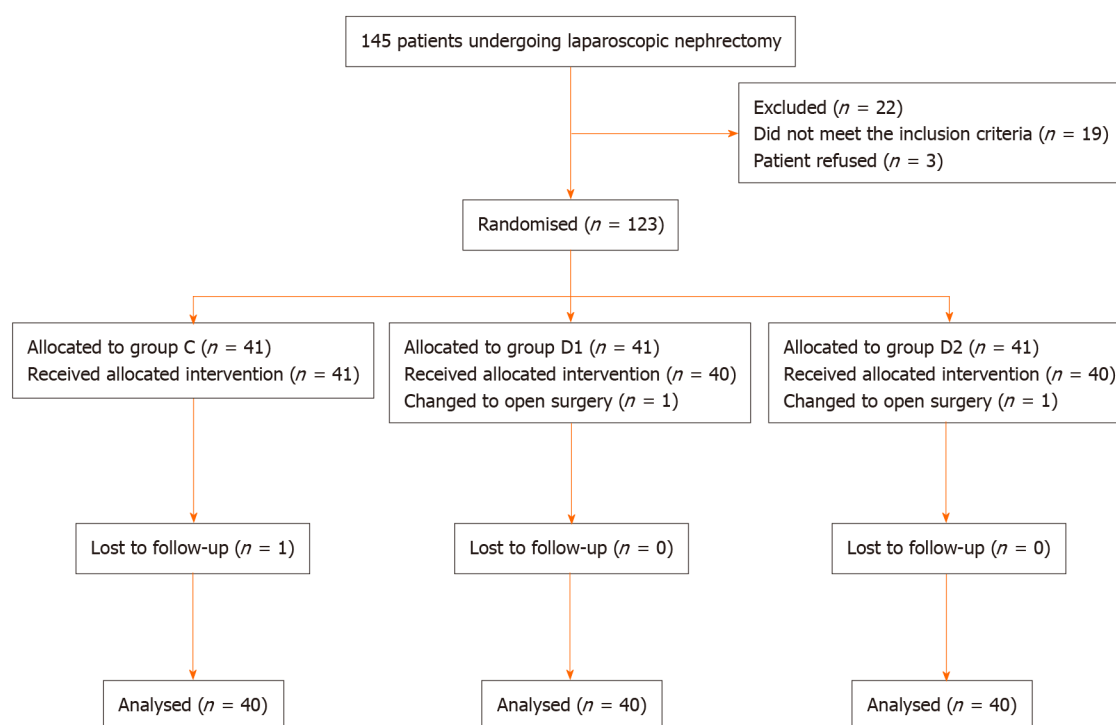 145 patients undergoing laparoscopic nephrectomy
Excluded (n = 22)
Did not meet the inclusion criteria (n = 19)
Patient refused (n = 3)
Randomised (n = 123)
Allocated to group C (n = 41)
Received allocated intervention (n = 41)
Allocated to group D1 (n = 41)
Received allocated intervention (n = 40)
Changed to open surgery (n = 1)
Allocated to group D2 (n = 41)
Received allocated intervention (n = 40)
Changed to open surgery (n = 1)
Lost to follow-up (n = 1)
Lost to follow-up (n = 0)
Lost to follow-up (n = 0)
Analysed (n = 40)
Analysed (n = 40)
Analysed (n = 40)